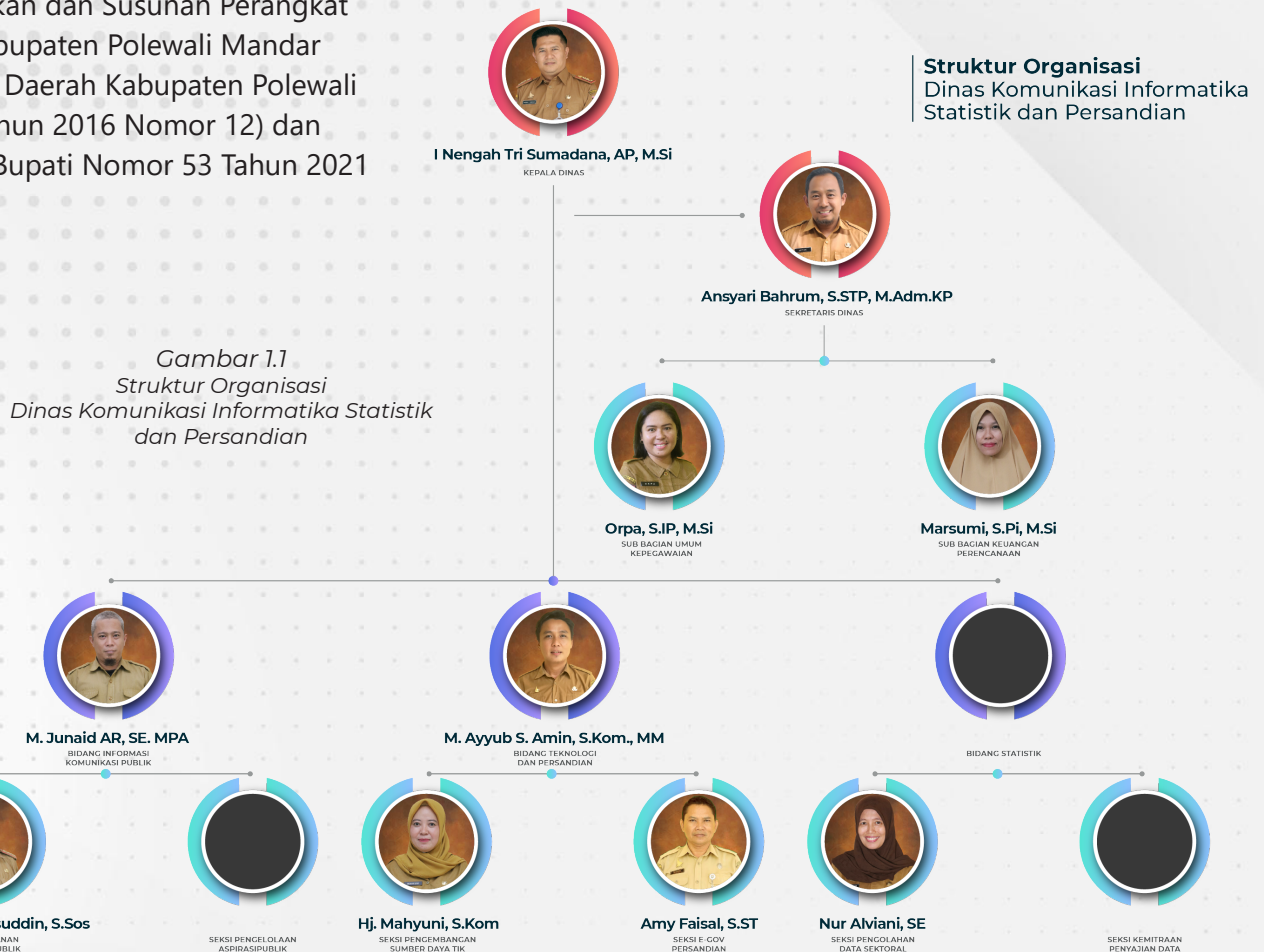 kan dan Susunan Perangkat
bupaten Polewali Mandar
Daerah Kabupaten Polewali
hun 2016 Nomor 12) dan
Bupati Nomor 53 Tahun 2021
Struktur Organisasi
Dinas Komunikasi Informatika
Statistik dan Persandian
I Nengah Tri Sumadana, AP, M.Si
KEPALA DINAS
Ansyari Bahrum, S.STP, M.Adm.KP
SEKRETARIS DINAS
Gambar 1.1
Struktur Organisasi
Dinas Komunikasi Informatika Statistik
dan Persandian
Orpa, S.IP, M.Si
SUB BAGIAN UMUM
KEPEGAWAIAN
Marsumi, S.Pi, M.Si
SUB BAGIAN KEUANGAN
PERENCANAAN
M. Junaid AR, SE. MPA
BIDANG INFORMASI
KOMUNIKASI PUBLIK
M. Ayyub S. Amin, S.Kom., MM
BIDANG TEKNOLOGI
DAN PERSANDIAN
BIDANG STATISTIK
uddin, S.Sos
NAN
UBLIK
SEKSI PENGELOLAAN
ASPIRASIPUBLIK
Hj. Mahyuni, S.Kom
SEKSI PENGEMBANGAN
SUMBER DAYA TIK
Amy Faisal, S.ST
SEKSI E-GOV
PERSANDIAN
Nur Alviani, SE
SEKSI PENGOLAHAN
DATA SEKTORAL
SEKSI KEMITRAAN
PENYAJIAN DATA